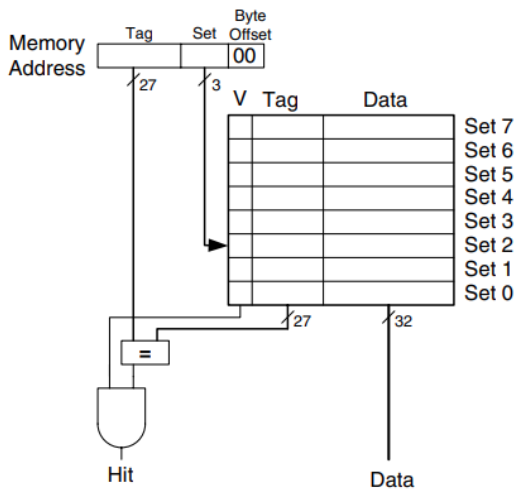 Memory
Address
Tag
Set
Byte
Offset
00
27
3
V
Tag
Data
Set 7
Set 6
Set 5
Set 4
Set 3
Set 2
Set 1
Set 0
27
32
=
Hit
Data